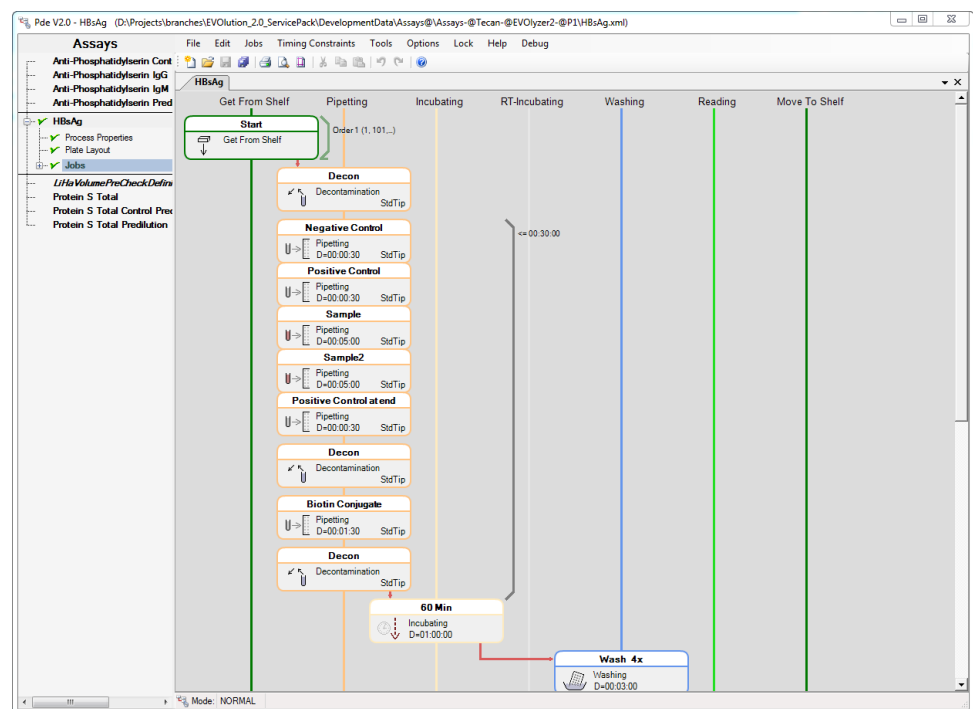 Pde V2.0 - HBsAg (D:\Projects\branches\EVOlution_2.0_ServicePack\DevelopmentData\Assays@\Assays-@Tecan-@EVOlyzer2-@P1\HBsAg.xml)
Assays
File Edit Jobs Timing Constraints Tools Options Lock Help Debug
Anti-Phosphatidylserin Cont
Anti-Phosphatidylserin IgG
Anti-Phosphatidylserin IgM
Anti-Phosphatidylserin Pred
HBsAg
Process Properties
Plate Layout
Jobs
LiHaVolumePreCheckDefini
Protein S Total
Protein S Total Control Pred
Protein S Total Predilution
HBsAg
Get From Shelf Pipetting Incubating RT-Incubating Washing Reading Move To Shelf
Start
Get From Shelf
Order 1 (1, 101,...)
Decon
Decontamination
StdTip
Negative Control
Pipetting
D=00:00:30 StdTip
<= 00:30:00
Positive Control
Pipetting
D=00:00:30 StdTip
Sample
Pipetting
D=00:05:00 StdTip
Sample2
Pipetting
D=00:05:00 StdTip
Positive Control at end
Pipetting
D=00:00:30 StdTip
Decon
Decontamination
StdTip
Biotin Conjugate
Pipetting
D=00:01:30 StdTip
Decon
Decontamination
StdTip
60 Min
Incubating
D=01:00:00
Wash 4x
Washing
D=00:03:00
Mode: NORMAL